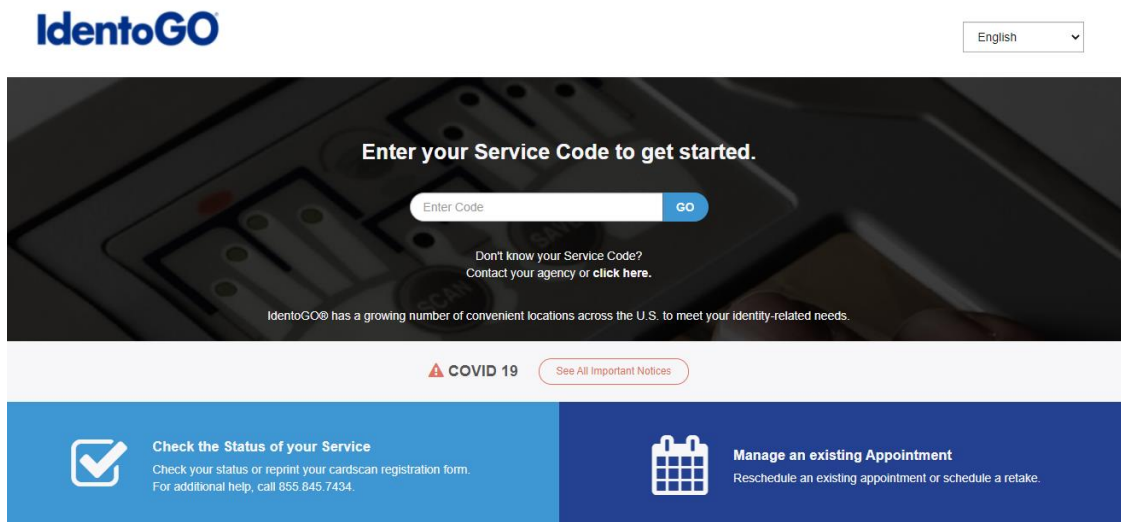 IdentoGO
English
Enter your Service Code to get started.
Enter Code
GO
SAVE
SCAN
Don't know your Service Code?
Contact your agency or click here.
IdentoGO® has a growing number of convenient locations across the U.S. to meet your identity-related needs.
COVID 19
See All Important Notices
Check the Status of your Service
Check your status or reprint your cardscan registration form.
For additional help, call 855.845.7434.
Manage an existing Appointment
Reschedule an existing appointment or schedule a retake.